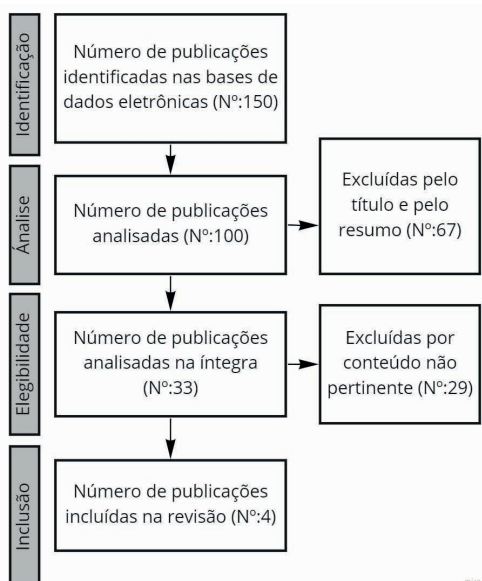 Identificação
Número de publicações
identificadas nas bases de
dados eletrônicas (Nº:150)
Ánalise
Número de publicações
analisadas (Nº:100)
Excluídas pelo
título e pelo
resumo (Nº:67)
Elegibilidade
Número de publicações
analisadas na íntegra
(Nº:33)
Excluídas por
conteúdo não
pertinente (Nº:29)
Inclusão
Número de publicações
incluídas na revisão (Nº:4)